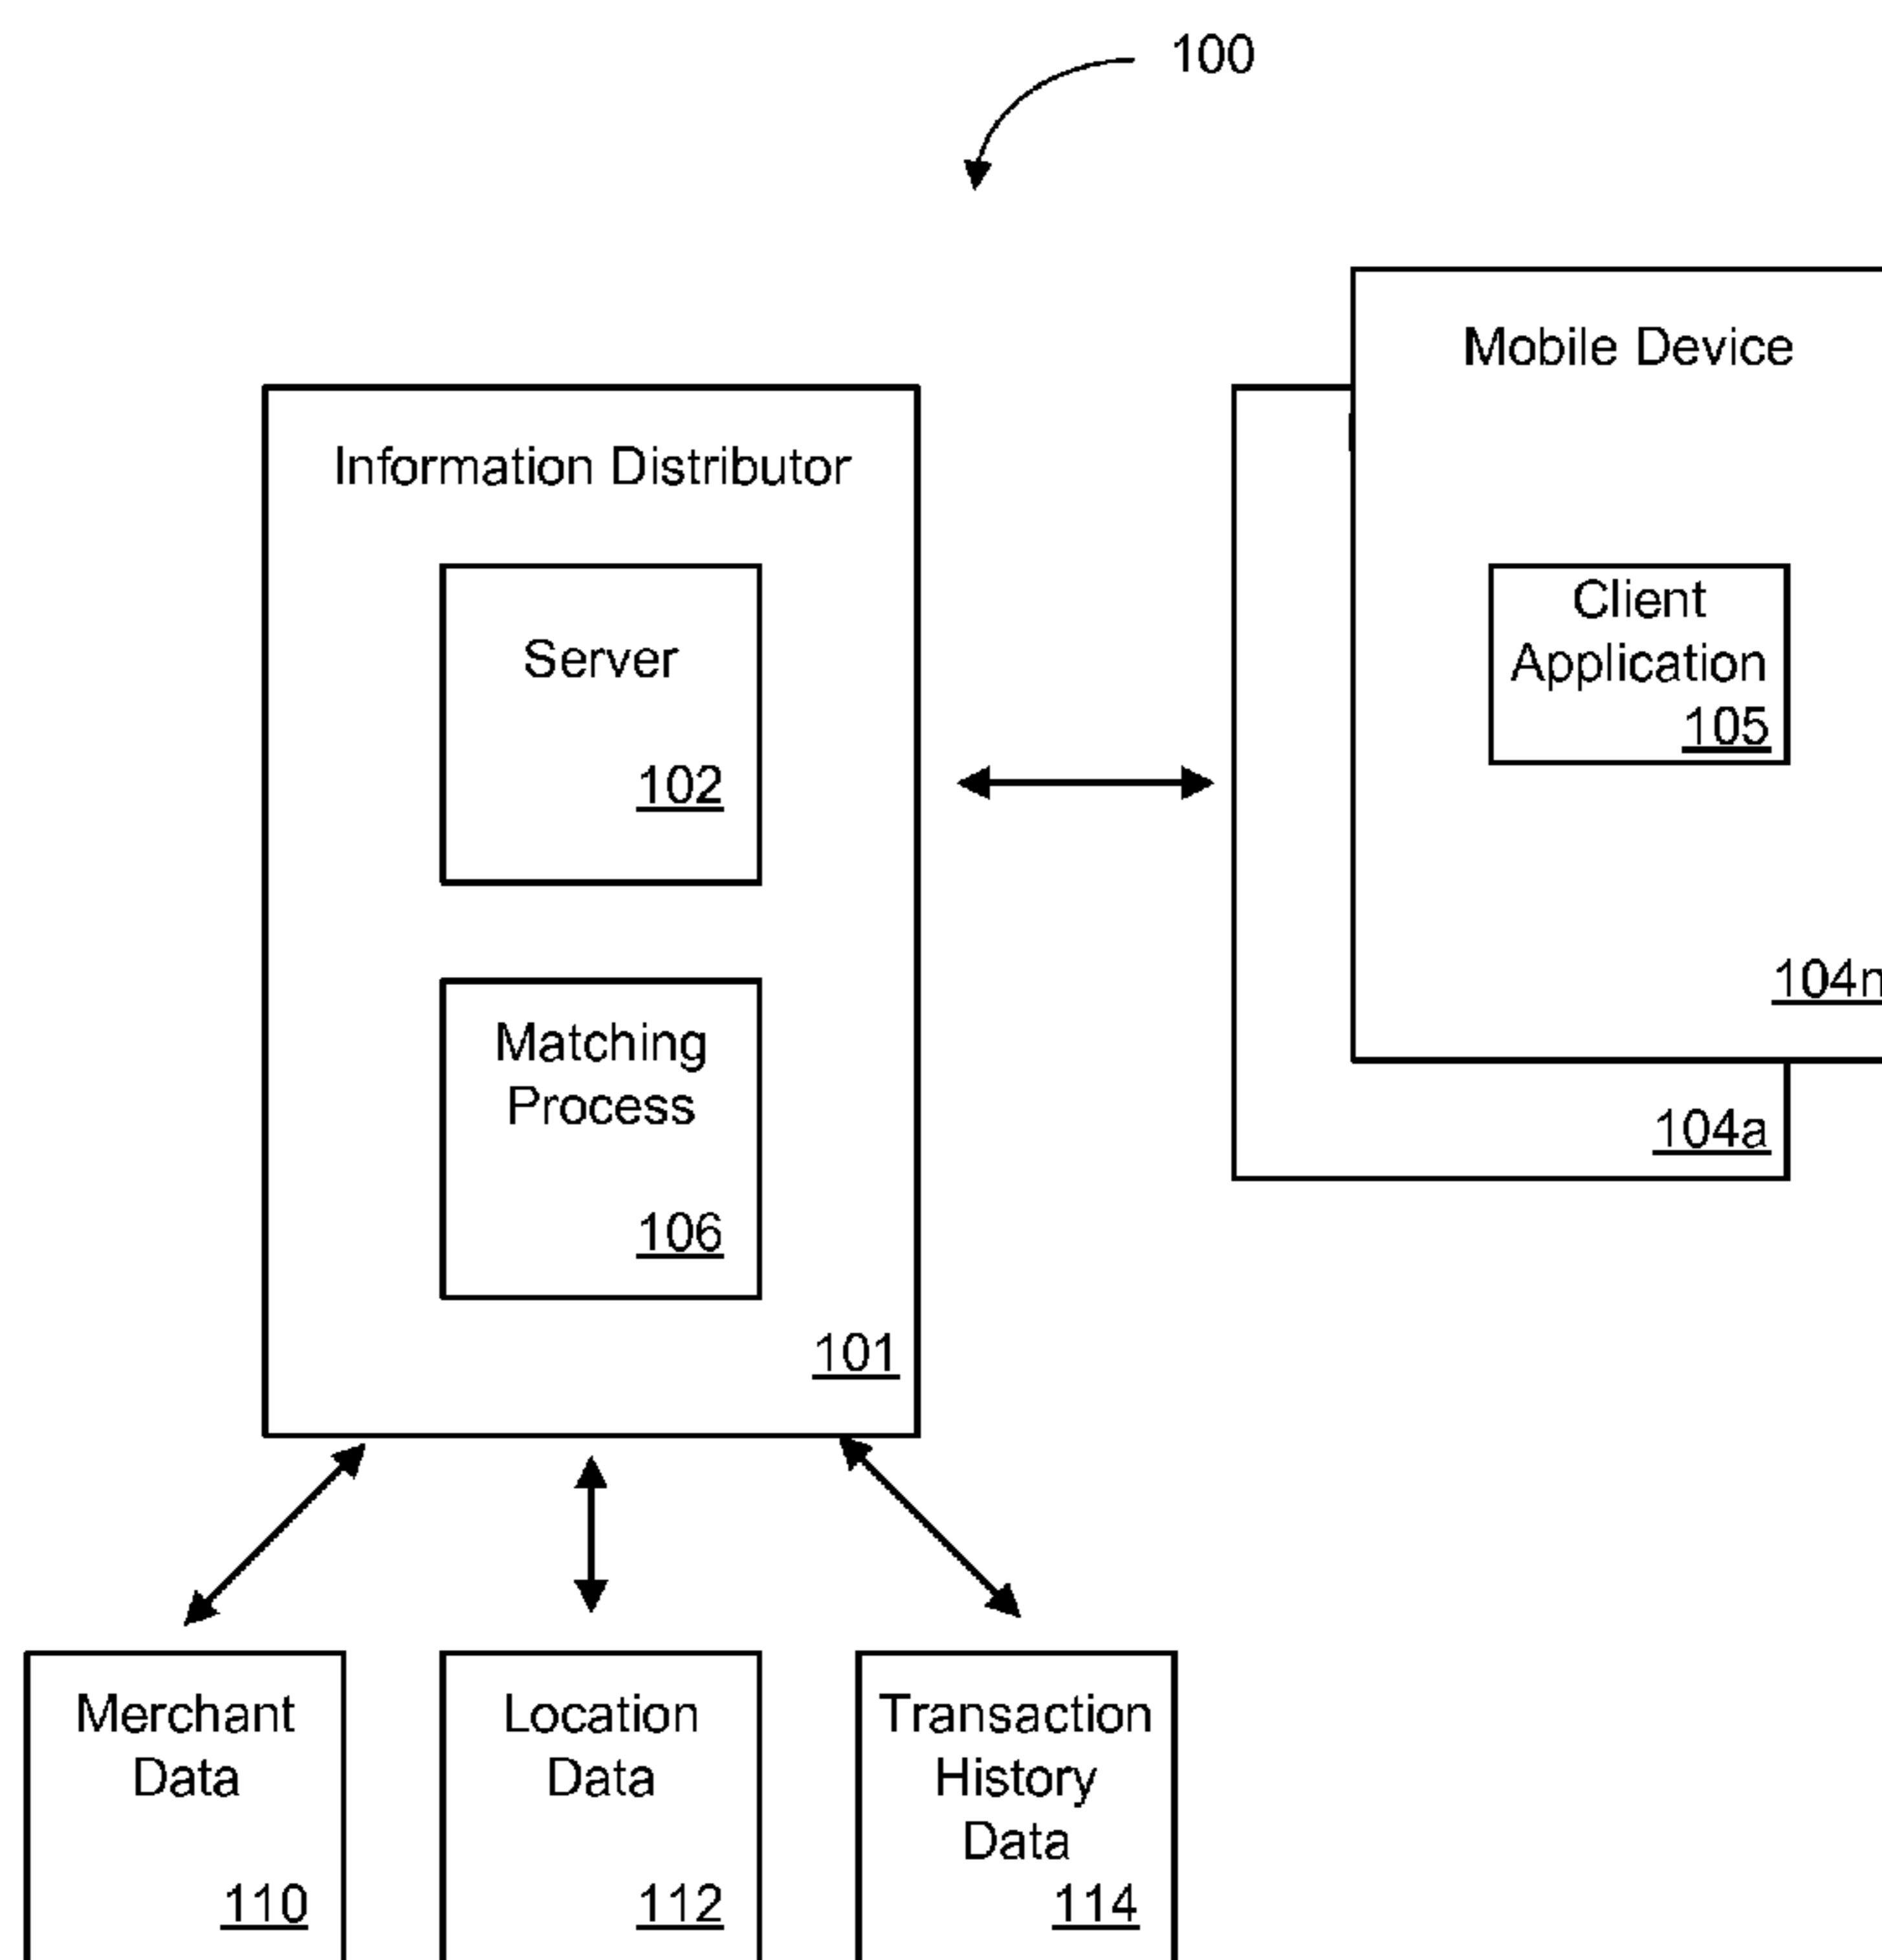 100
Mobile Device
Information Distributor
Client
Application
105
Server
102
104n
Matching
Process
106
104a
101
Merchant
Data
110
Location
Data
112
Transaction
History
Data
114